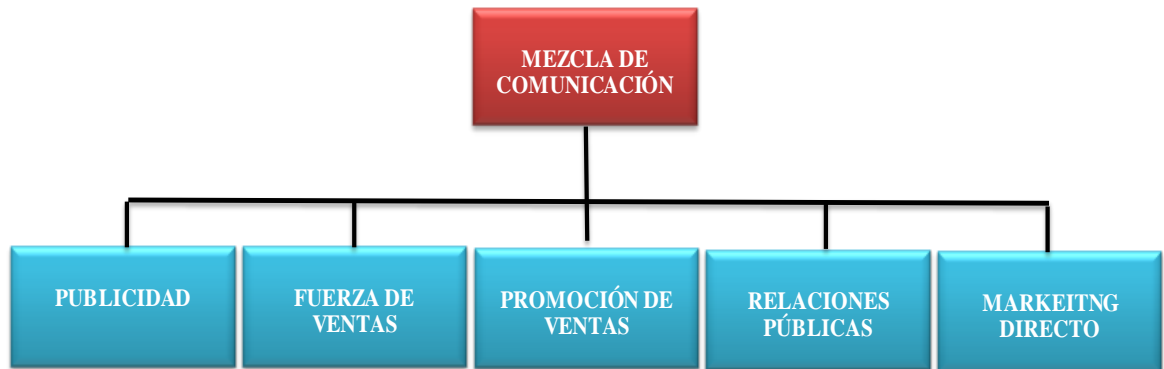 MEZCLA DE
COMUNICACIÓN
PUBLICIDAD
FUERZA DE
VENTAS
PROMOCIÓN DE
VENTAS
RELACIONES
PÚBLICAS
MARKEITNG
DIRECTO